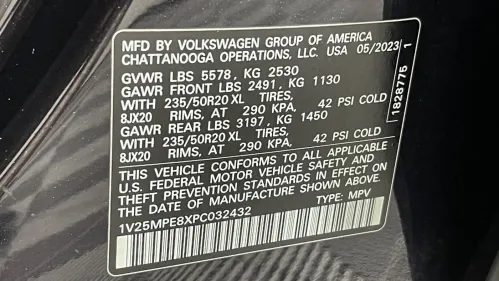 MFD BY VOLKSWAGEN GROUP OF AMERICA
CHATTANOOGA OPERATIONS, LLC. USA 05/2023
GVWR LBS 5578, KG 2530
GAWR FRONT LBS 2491, KG 1130
WITH 235/50R20 XL TIRES,
8JX20 RIMS, AT 290 KPA, 42 PSI COLD
GAWR REAR LBS 3197, KG 1450
WITH 235/50R20 XL TIRES,
8JX20 RIMS, AT 290 KPA, 42 PSI COLD
THIS VEHICLE CONFORMS TO ALL APPLICABLE
U.S. FEDERAL MOTOR VEHICLE SAFETY AND
THEFT PREVENTION STANDARDS IN EFFECT ON
THE DATE OF MANUFACTURE SHOWN ABOVE.
1V25MPE8XPC032432 TYPE: MPV
1828776 1